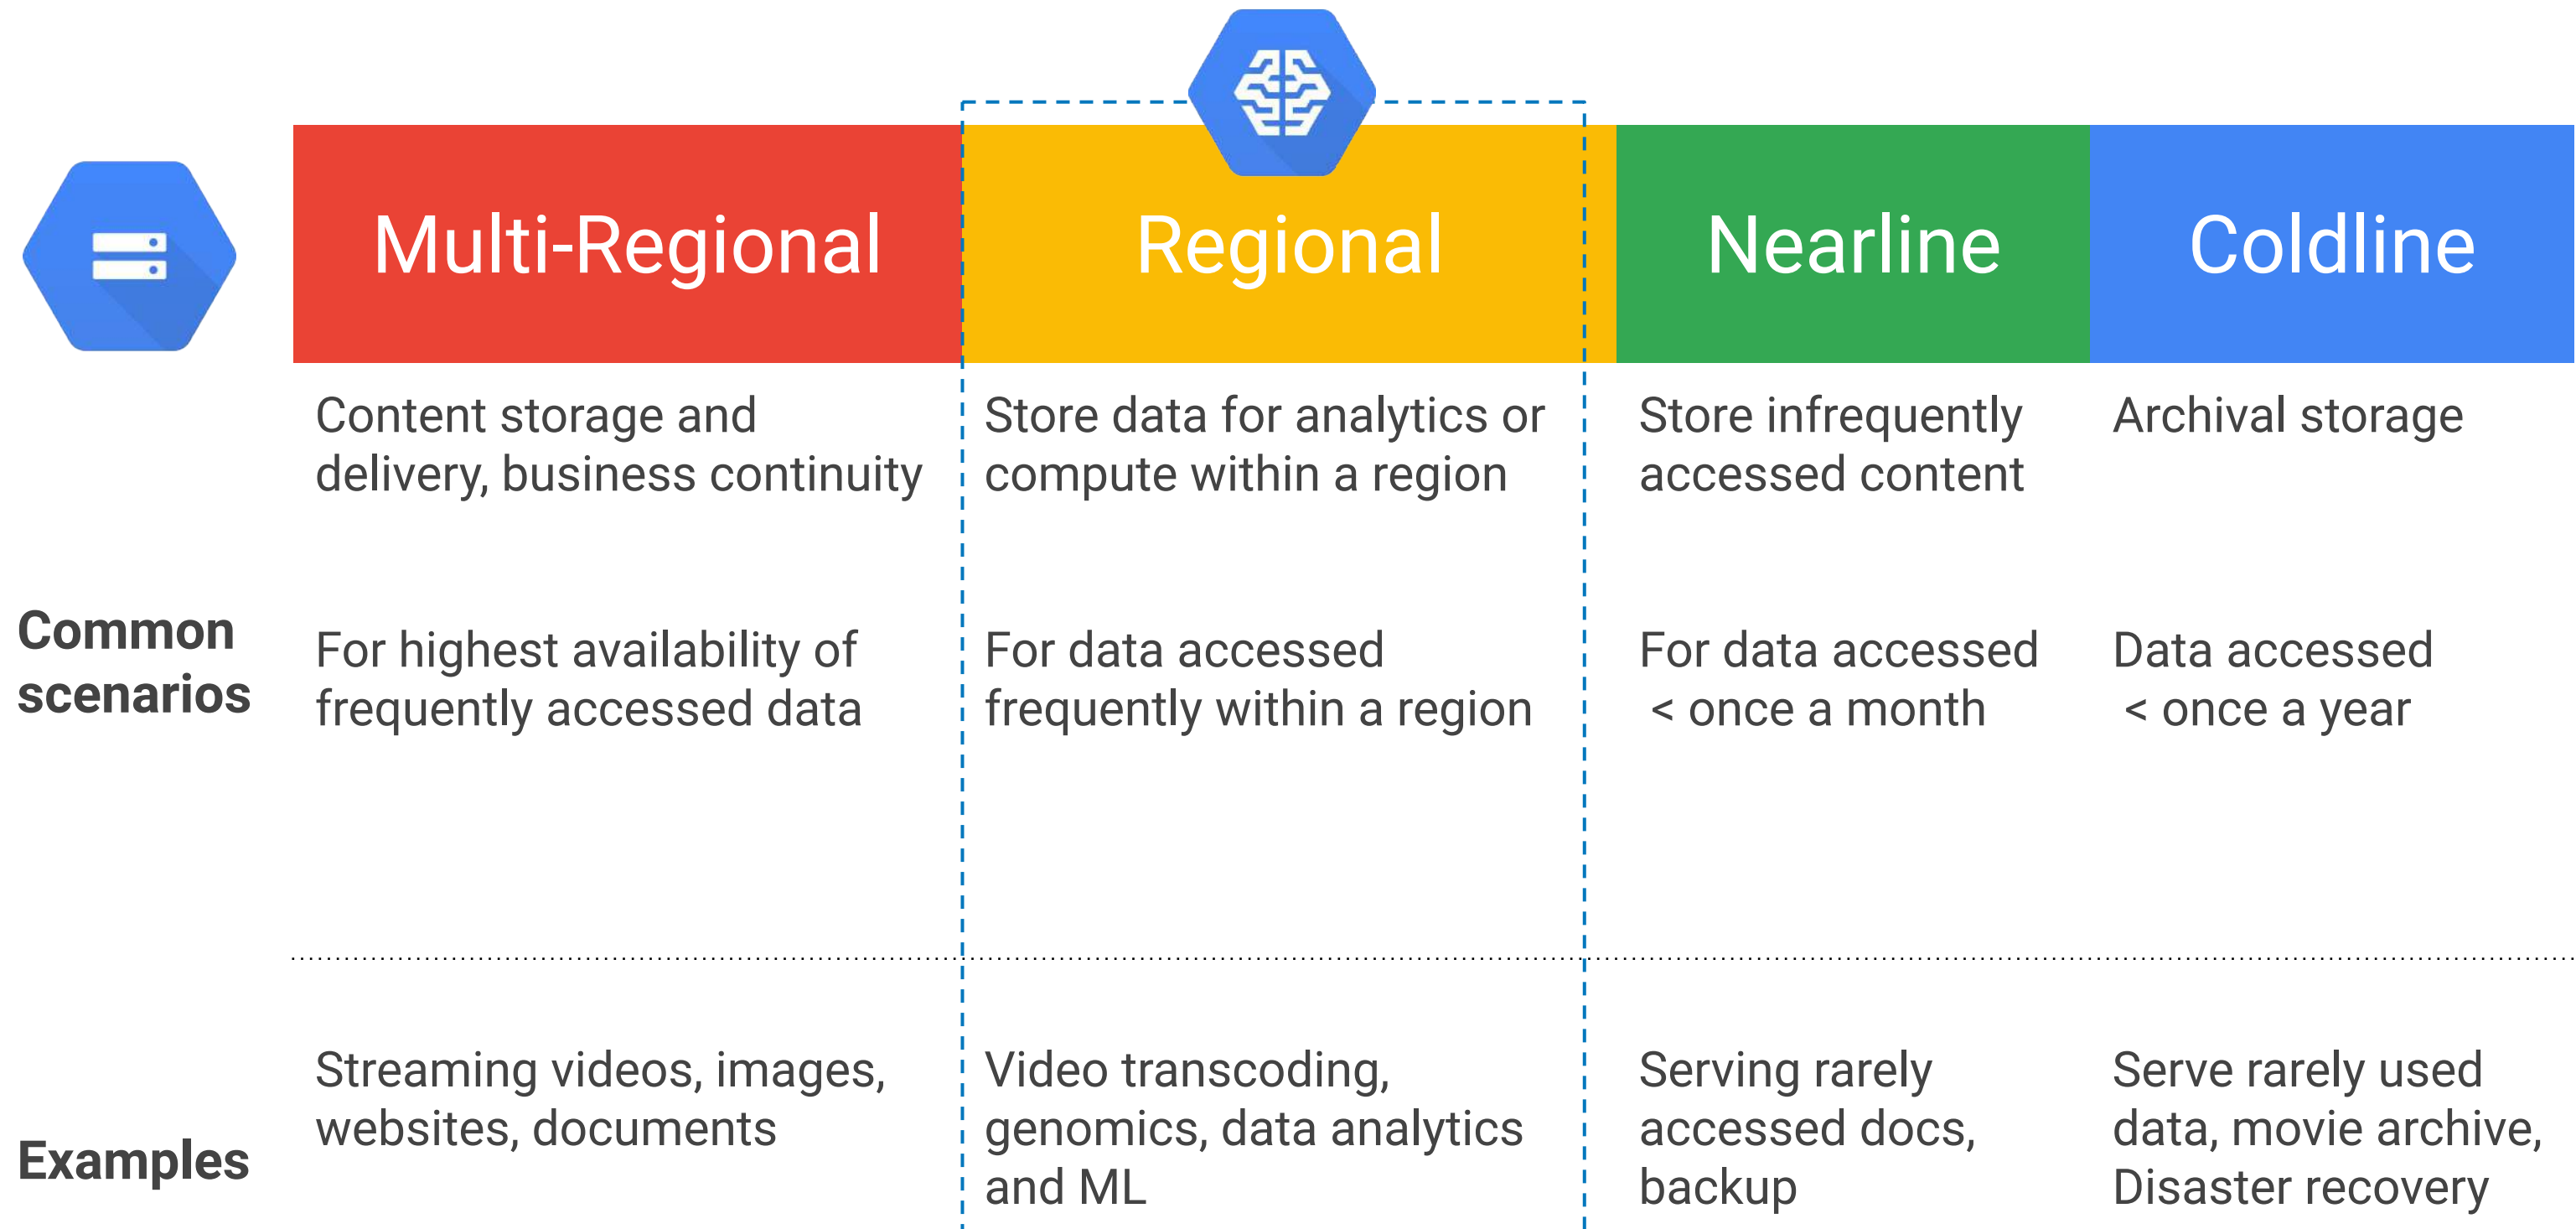 Multi-Regional
Regional
Nearline
Coldline
Common
scenarios
Content storage and
delivery, business continuity
Store data for analytics or
compute within a region
Store infrequently
accessed content
Archival storage
For highest availability of
frequently accessed data
For data accessed
frequently within a region
For data accessed
< once a month
Data accessed
< once a year
Examples
Streaming videos, images,
websites, documents
Video transcoding,
genomics, data analytics
and ML
Serving rarely
accessed docs,
backup
Serve rarely used
data, movie archive,
Disaster recovery